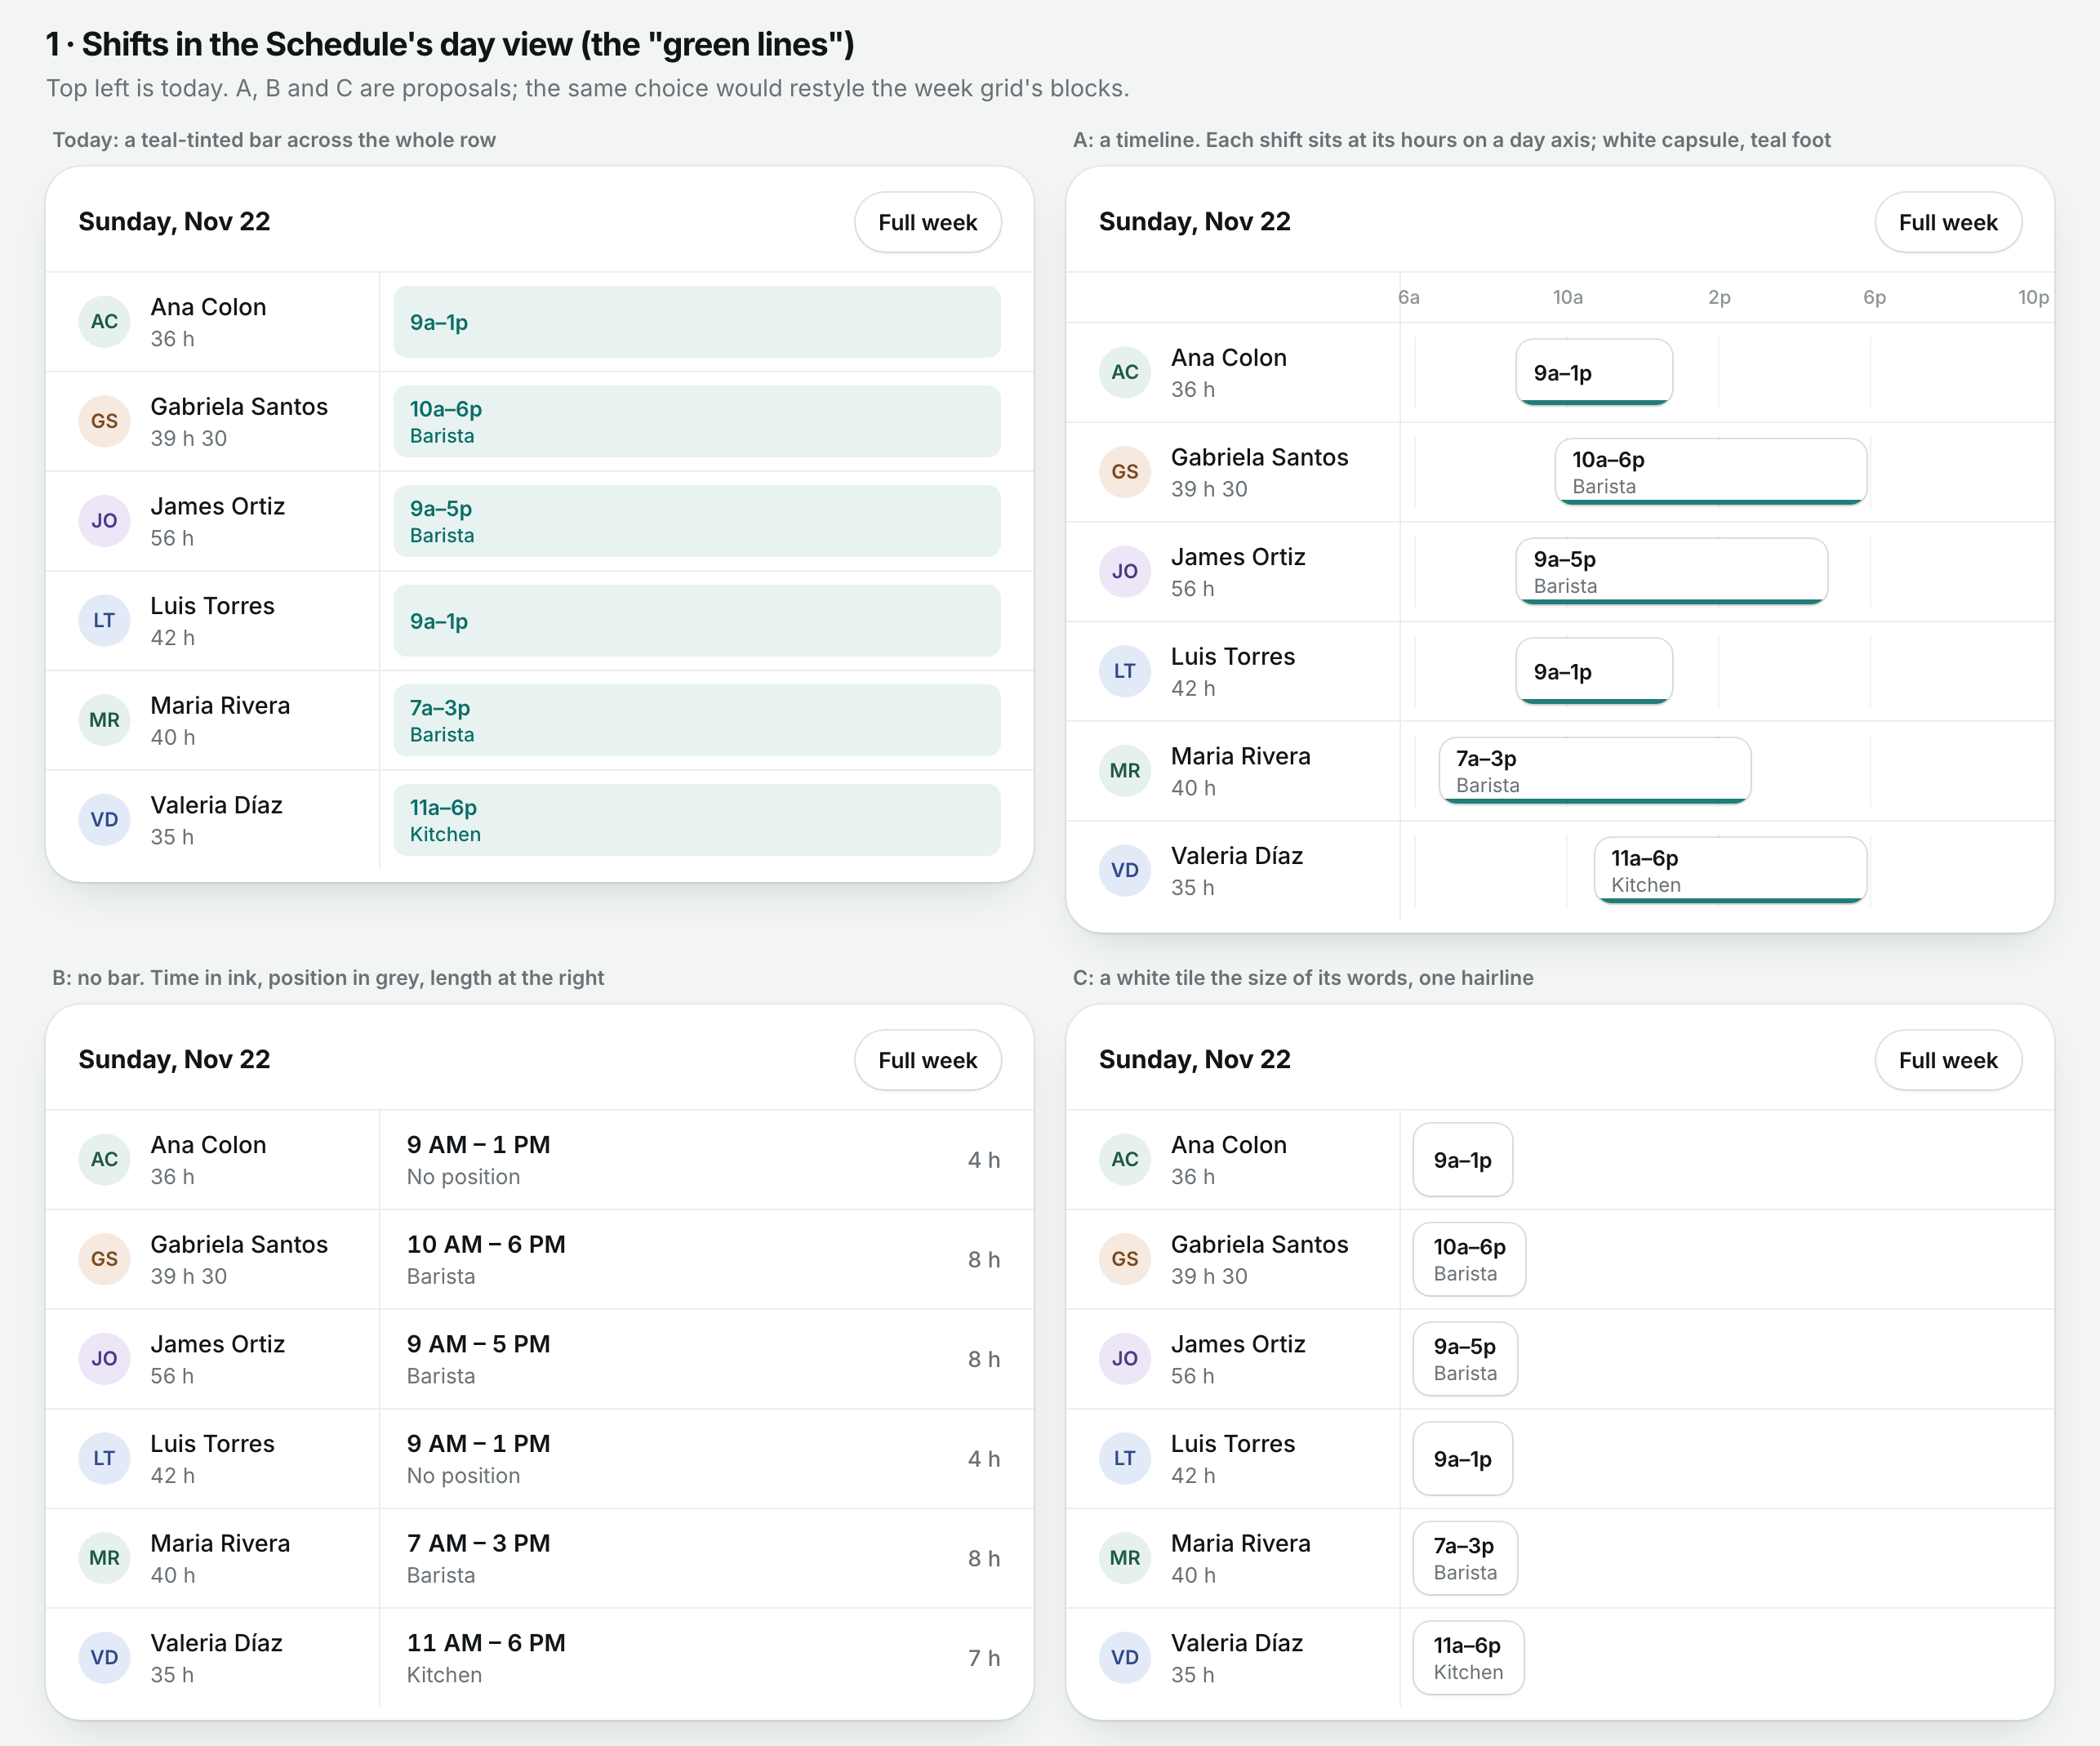 1 · Shifts in the Schedule's day view (the "green lines")
Top left is today. A, B and C are proposals; the same choice would restyle the week grid's blocks.
Today: a teal-tinted bar across the whole row
Sunday, Nov 22
Full week
AC
Ana Colon
36 h
9a–1p
GS
Gabriela Santos
39 h 30
10a–6p
Barista
JO
James Ortiz
56 h
9a–5p
Barista
LT
Luis Torres
42 h
9a–1p
MR
Maria Rivera
40 h
7a–3p
Barista
VD
Valeria Díaz
35 h
11a–6p
Kitchen
A: a timeline. Each shift sits at its hours on a day axis; white capsule, teal foot
Sunday, Nov 22
Full week
6a
10a
2p
6p
10p
AC
Ana Colon
36 h
9a–1p
GS
Gabriela Santos
39 h 30
10a–6p
Barista
JO
James Ortiz
56 h
9a–5p
Barista
LT
Luis Torres
42 h
9a–1p
MR
Maria Rivera
40 h
7a–3p
Barista
VD
Valeria Díaz
35 h
11a–6p
Kitchen
B: no bar. Time in ink, position in grey, length at the right
Sunday, Nov 22
Full week
AC
Ana Colon
36 h
9 AM – 1 PM
No position
4 h
GS
Gabriela Santos
39 h 30
10 AM – 6 PM
Barista
8 h
JO
James Ortiz
56 h
9 AM – 5 PM
Barista
8 h
LT
Luis Torres
42 h
9 AM – 1 PM
No position
4 h
MR
Maria Rivera
40 h
7 AM – 3 PM
Barista
8 h
VD
Valeria Díaz
35 h
11 AM – 6 PM
Kitchen
7 h
C: a white tile the size of its words, one hairline
Sunday, Nov 22
Full week
AC
Ana Colon
36 h
9a–1p
GS
Gabriela Santos
39 h 30
10a–6p
Barista
JO
James Ortiz
56 h
9a–5p
Barista
LT
Luis Torres
42 h
9a–1p
MR
Maria Rivera
40 h
7a–3p
Barista
VD
Valeria Díaz
35 h
11a–6p
Kitchen